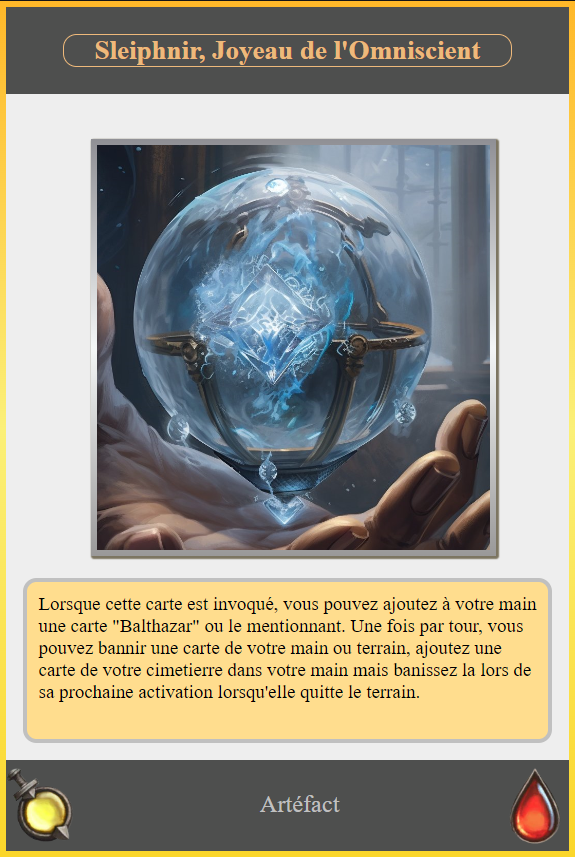 Sleiphnir, Joyeau de l'Omniscient
Lorsque cette carte est invoqué, vous pouvez ajoutez à votre main
une carte "Balthazar" ou le mentionnant. Une fois par tour, vous
pouvez bannir une carte de votre main ou terrain, ajoutez une
carte de votre cimetierre dans votre main mais banissez la lors de
sa prochaine activation lorsqu'elle quitte le terrain.
Artéfact